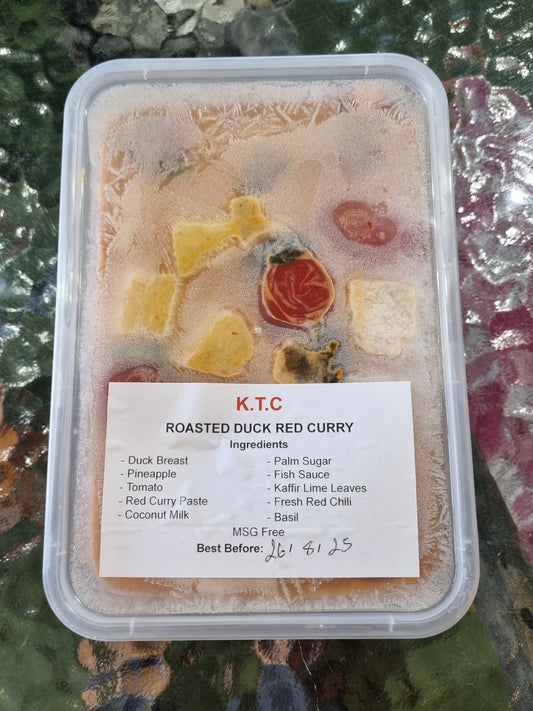 K.T.C
ROASTED DUCK RED CURRY
Ingredients
- Duck Breast
- Pineapple
- Tomato
- Red Curry Paste
- Coconut Milk
- Palm Sugar
- Fish Sauce
- Kaffir Lime Leaves
- Fresh Red Chilli
- Basil
MSG Free
Best Before: 26/8/25